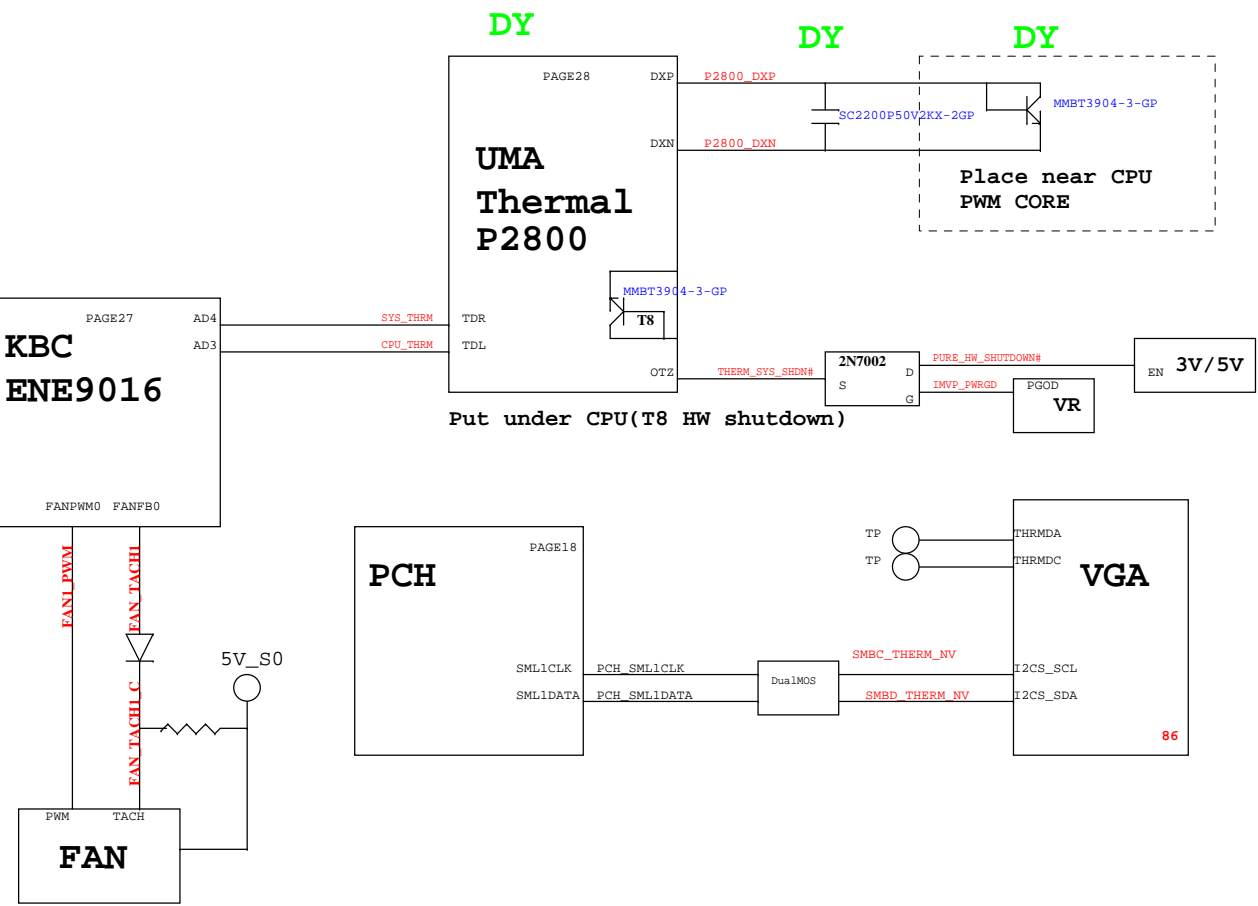 DY
DY
DY
PAGE28
DXP
P2800_DXP
MMBT3904-3-GP
SC2200P50V2KX-2GP
DXN
P2800_DXN
UMA
Thermal
P2800
Place near CPU
PWM CORE
MMBT3904-3-GP
T8
PAGE27
AD4
SYS_THRM
TDR
KBC
ENE9016
AD3
CPU_THRM
TDL
OTZ
THERM_SYS_SHDN#
2N7002
S
D
G
PURE_HW_SHUTDOWN#
IMVP_PWRGD
EN
3V/5V
PGOD
VR
Put under CPU(T8 HW shutdown)
FANPWM0
FANFB0
FAN1_PWM
FAN_TACH1
FAN_TACH1_C
5V_S0
PWM
TACH
FAN
PAGE18
PCH
SML1CLK
PCH_SML1CLK
SML1DATA
PCH_SML1DATA
DualMOS
SMBC_THERM_NV
SMBD_THERM_NV
TP
TP
THRMDA
THRMDC
VGA
I2CS_SCL
I2CS_SDA
86